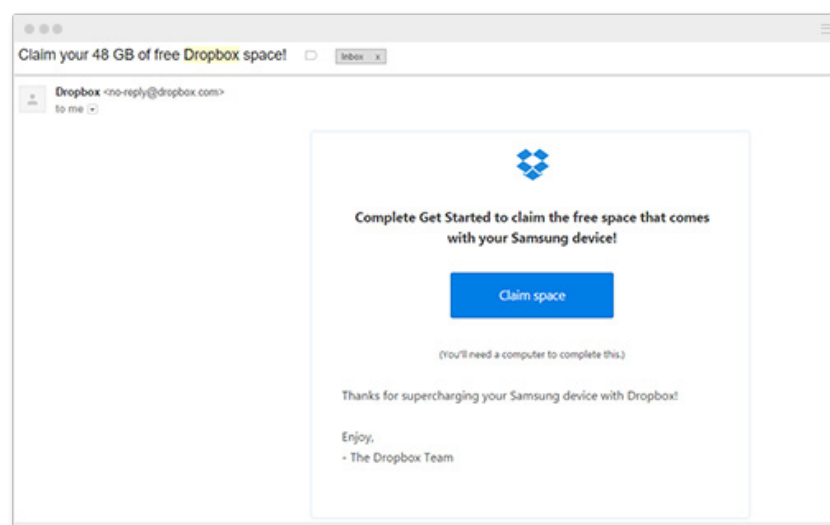 Claim your 48 GB of free Dropbox space!
Inbox x
Dropbox <no-reply@dropbox.com>
to me
Complete Get Started to claim the free space that comes
with your Samsung device!
Claim space
(You'll need a computer to complete this.)
Thanks for supercharging your Samsung device with Dropbox!
Enjoy,
- The Dropbox Team